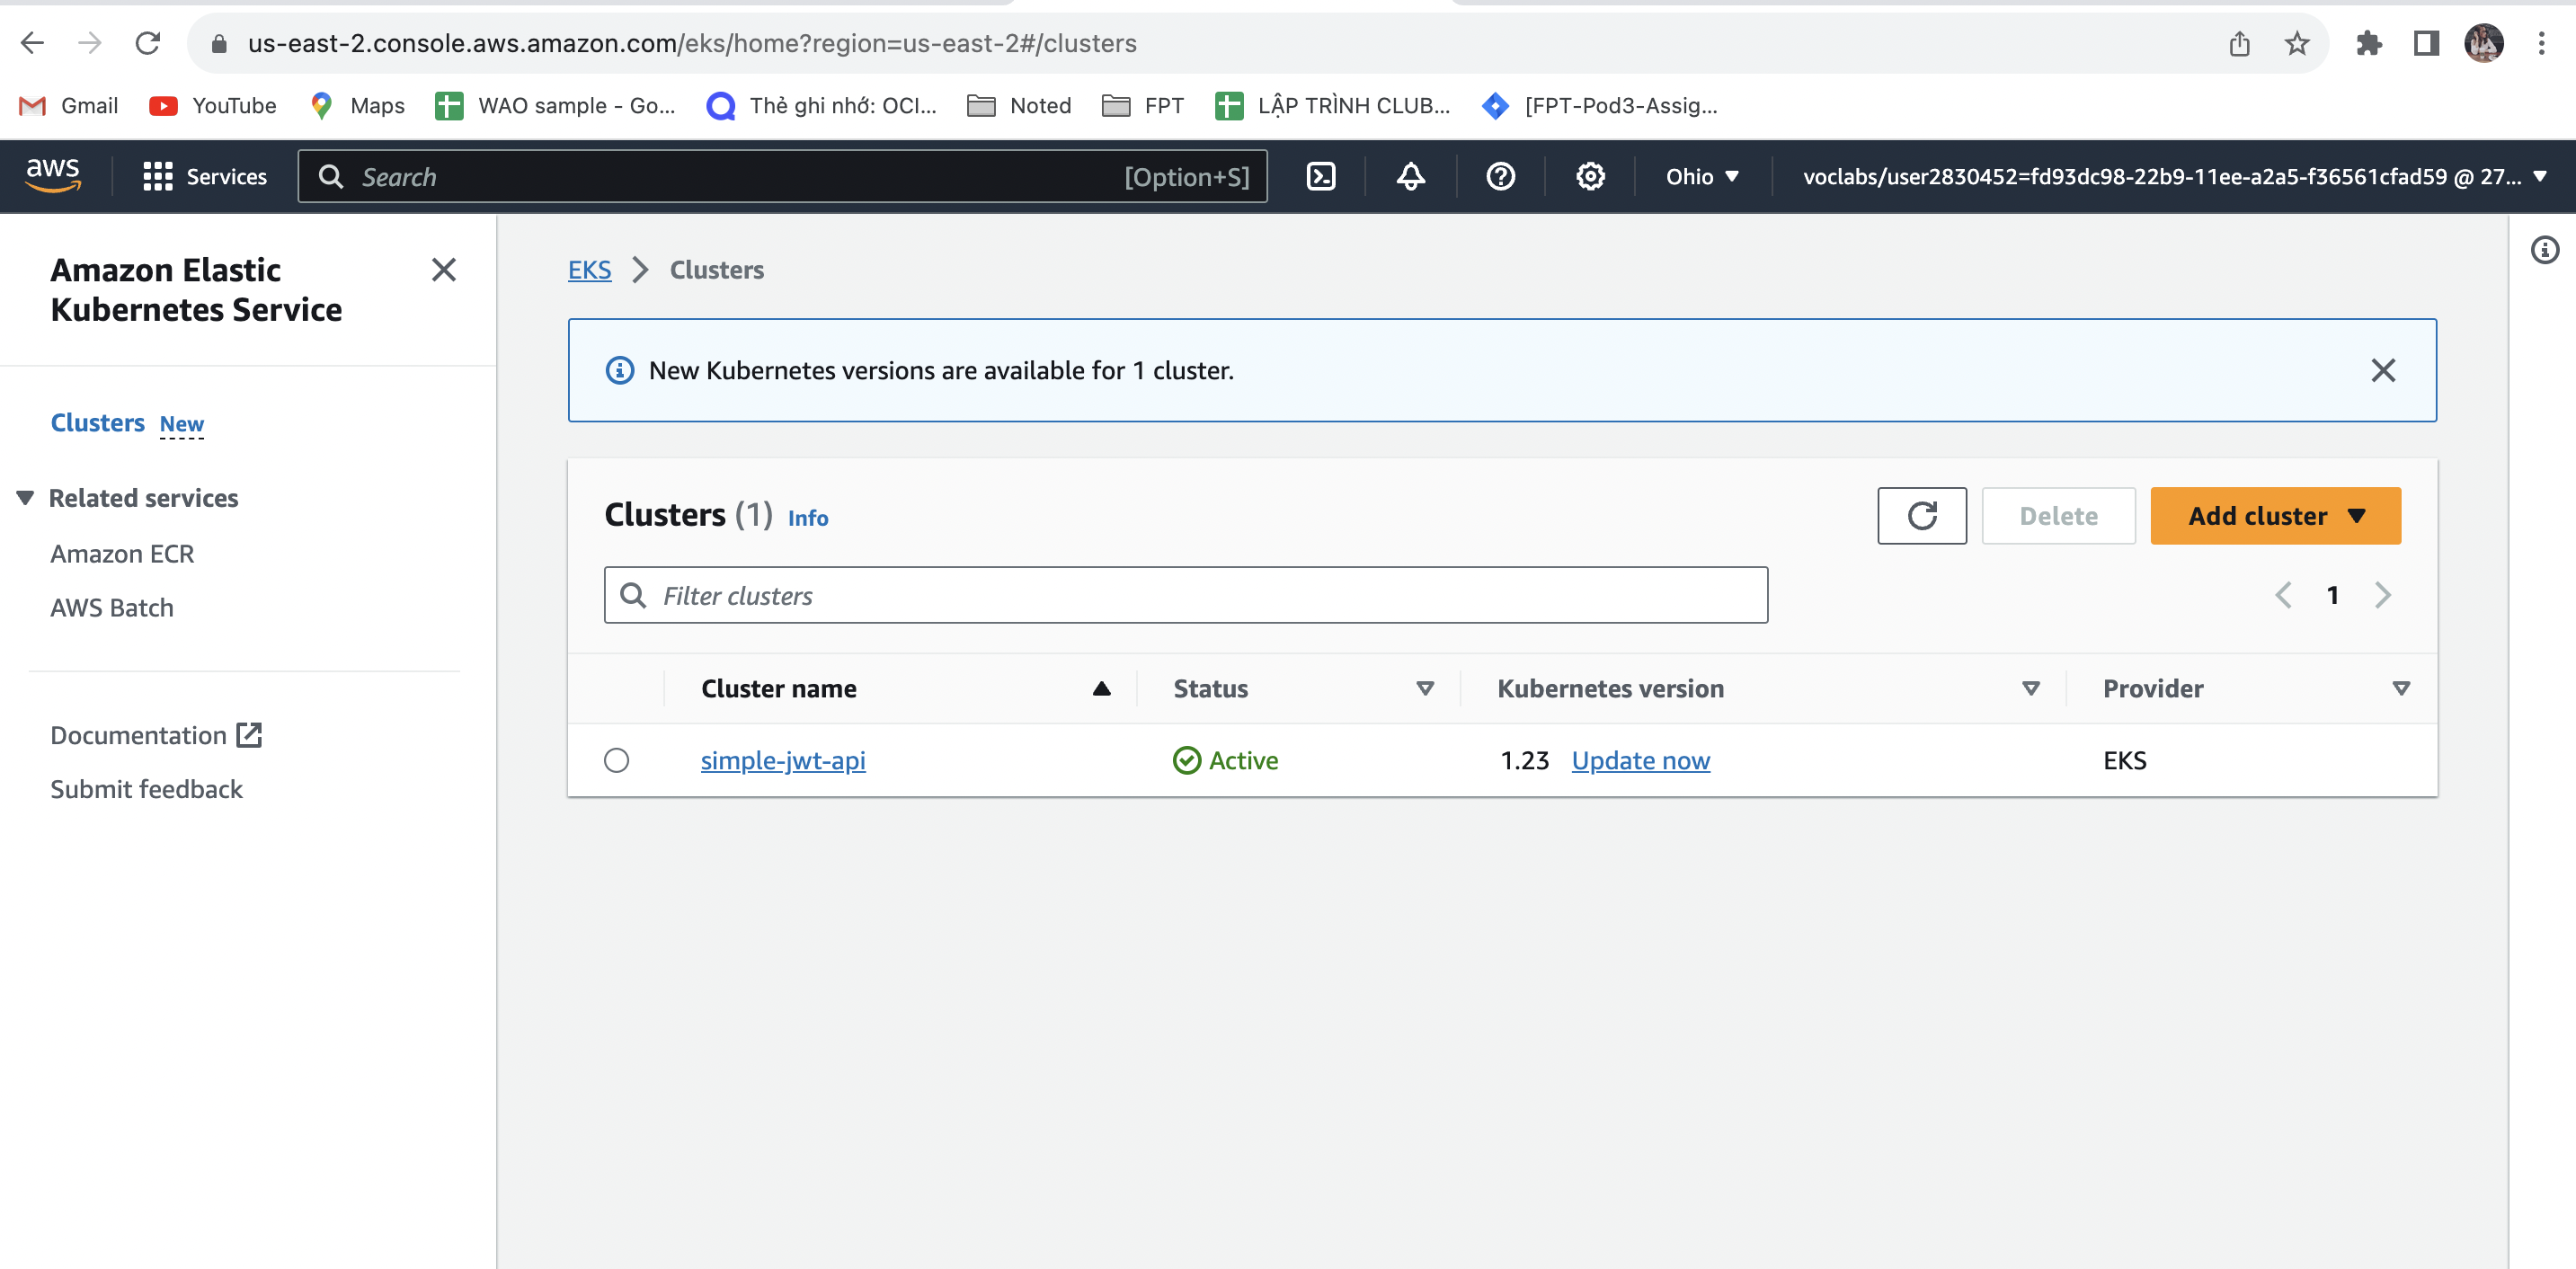 us-east-2.console.aws.amazon.com/eks/home?region=us-east-2#/clusters
Gmail YouTube Maps WAO sample - Go... Thẻ ghi nhớ: OCI... Noted FPT LẬP TRÌNH CLUB... [FPT-Pod3-Assig...
aws Services Search [Option+S] Ohio voclabs/user2830452=fd93dc98-22b9-11ee-a2a5-f36561cfad59 @ 27...
Amazon Elastic
Kubernetes Service
Clusters New
Related services
Amazon ECR
AWS Batch
Documentation
Submit feedback
EKS Clusters
New Kubernetes versions are available for 1 cluster.
Clusters (1) Info Delete Add cluster
Filter clusters 1
Cluster name Status Kubernetes version Provider
simple-jwt-api Active 1.23 Update now EKS